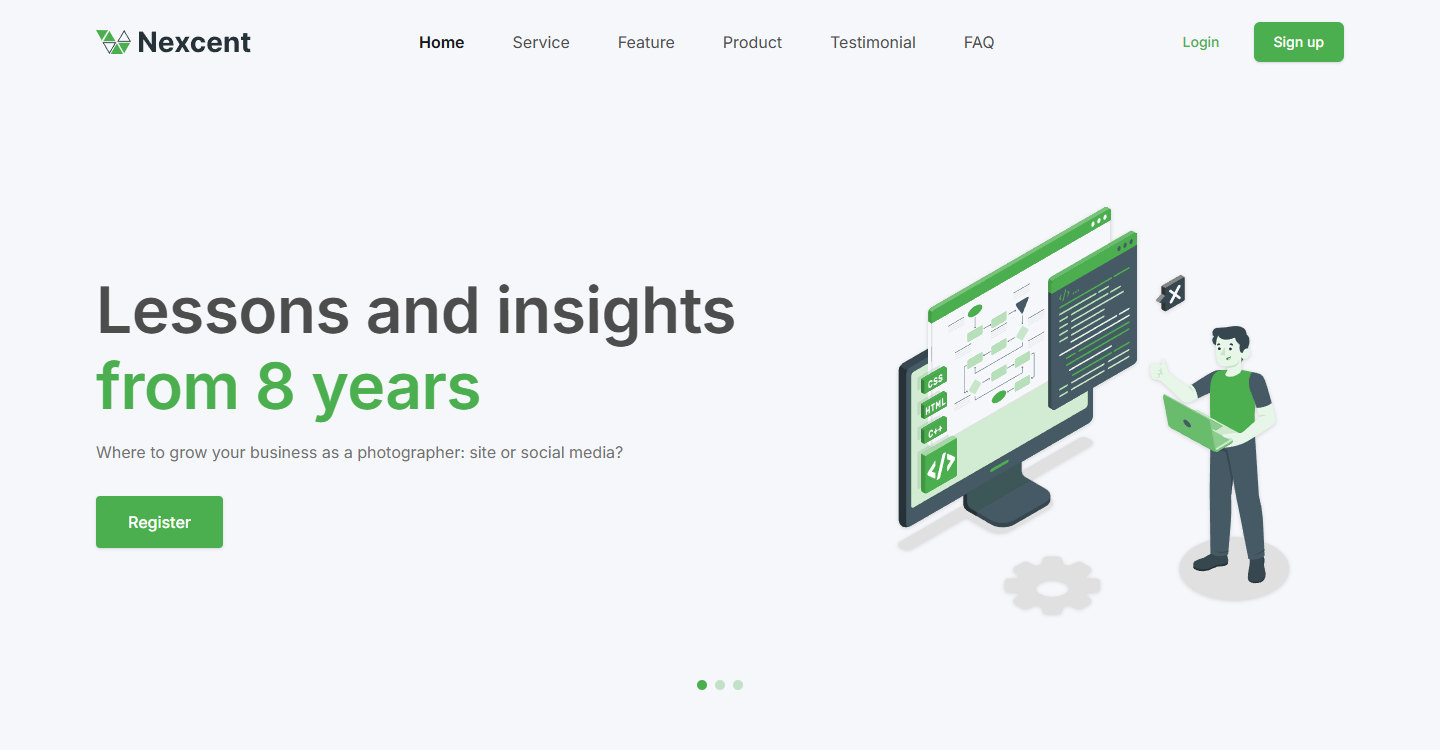 Nexcent
Home Service Feature Product Testimonial FAQ
Login
Sign up
Lessons and insights
from 8 years
Where to grow your business as a photographer: site or social media?
Register
CSS
HTML
C++
</>
</>
X